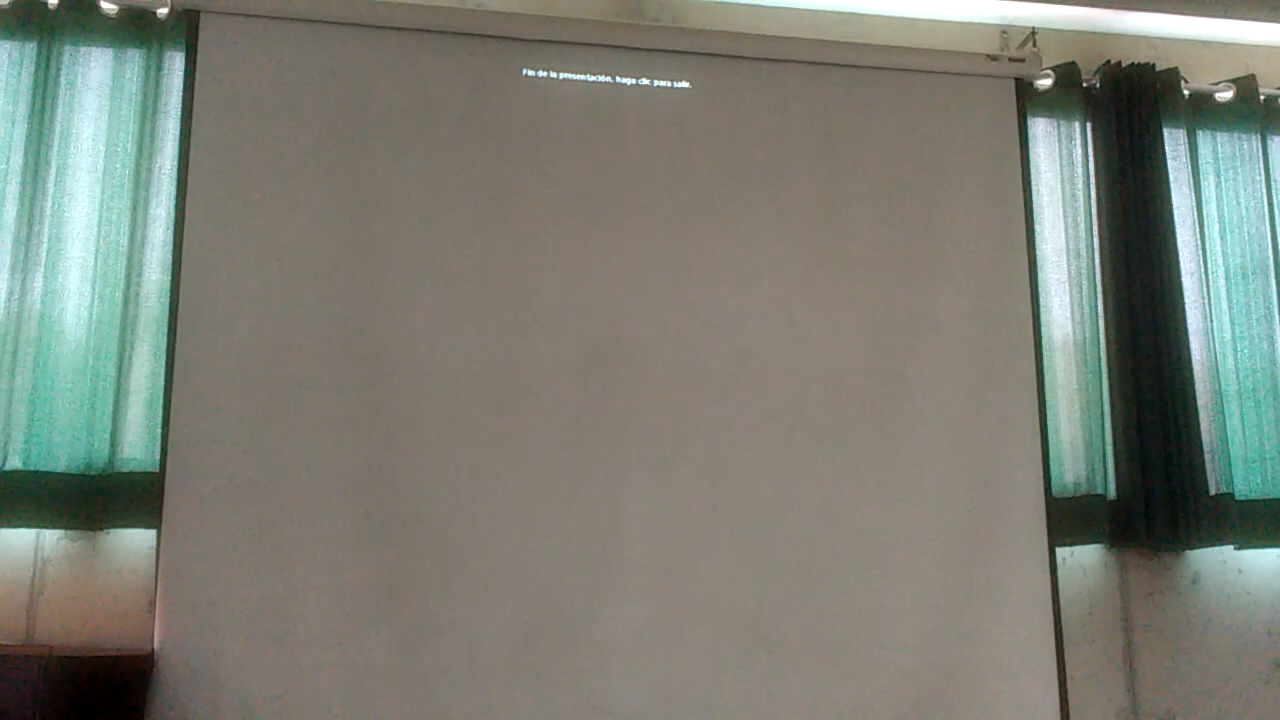 Fin de la presentación, haga clic para salir.